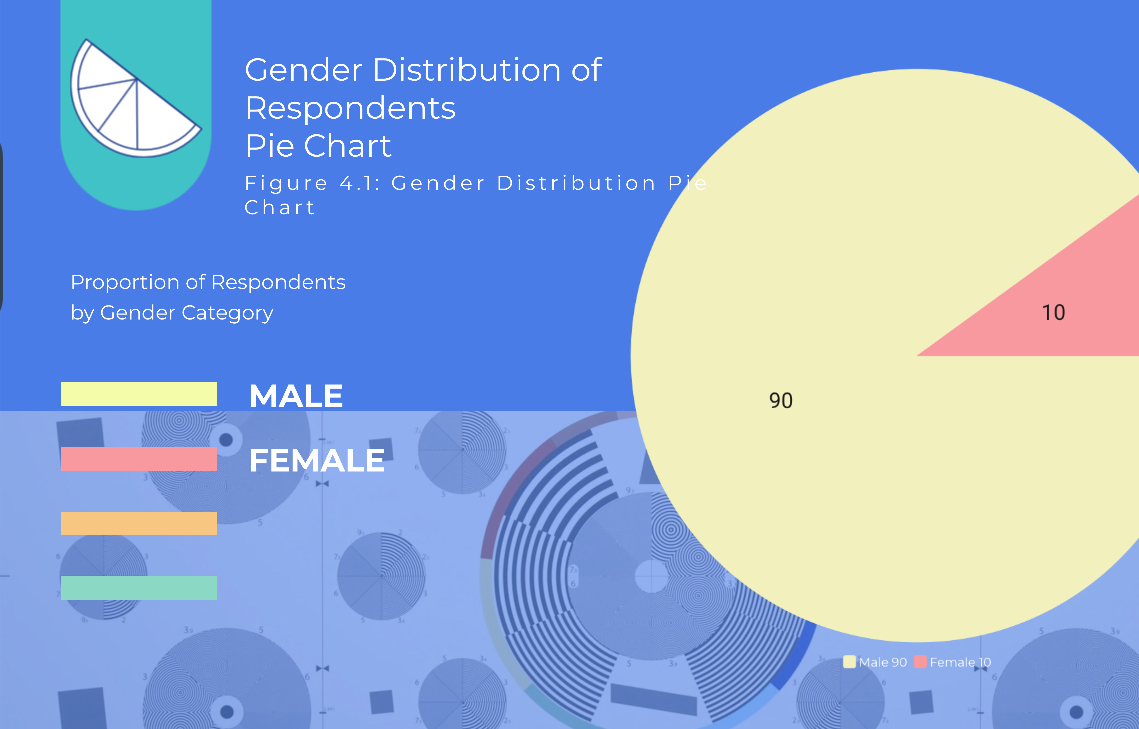 Gender Distribution of
Respondents
Pie Chart
Figure 4.1: Gender Distribution Pie
Chart
Proportion of Respondents
by Gender Category
MALE
FEMALE
10
90
Male 90 Female 10